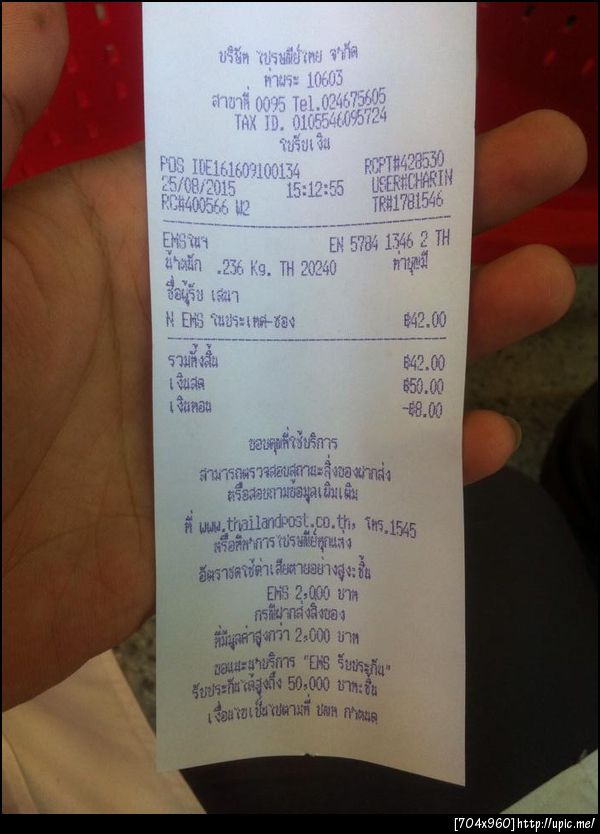 บริษัท ไปรษณีย์ไทย จำกัด
ท่าพระ 10603
สาขาที่ 0095 Tel.024675605
TAX ID. 0105546095724
ใบรับเงิน
POS IDE161609100134 RCPT#428530
25/08/2015 15:12:55 USER#CHARIN
RC#400566 W2 TR#1781546
EMSในฯ EN 5784 1346 2 TH
น้ำหนัก .236 Kg. TH 20240 ท่าบุญมี
ชื่อผู้รับ เสนา
N EMS ในประเทศ-ซอง ฿42.00
รวมทั้งสิ้น ฿42.00
เงินสด ฿50.00
เงินทอน -฿8.00
ขอบคุณที่ใช้บริการ
สามารถตรวจสอบสถานะสิ่งของฝากส่ง
หรือสอบถามข้อมูลเพิ่มเติม
ที่ www.thailandpost.co.th, โทร.1545
หรือที่ทำการไปรษณีย์ทุกแห่ง
อัตราชดใช้ค่าเสียหายอย่างสูง:ชิ้น
EMS 2,000 บาท
กรณีฝากส่งสิ่งของ
ที่มีมูลค่าสูงกว่า 2,000 บาท
ขอแนะนำบริการ "EMS รับประกัน"
รับประกันได้สูงถึง 50,000 บาท:ชิ้น
เงื่อนไขเป็นไปตามที่ ปณท กำหนด
[704x960]http://upic.me/